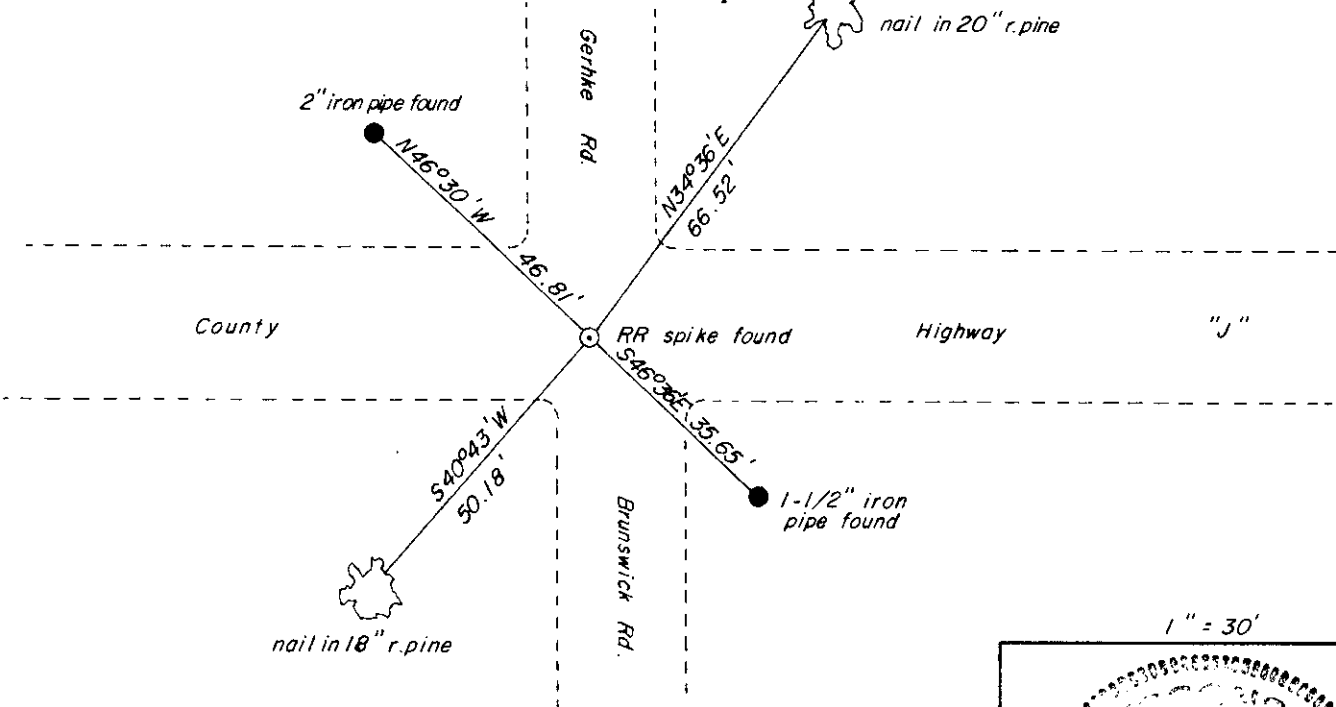 nail in 20" r.pine
Gerhke Rd.
2" iron pipe found
N46°30'W
46.81'
N34°36'E
66.52'
County
RR spike found
Highway
"J"
S46°36'E 35.65'
S40°43'W
50.18'
1-1/2" iron
pipe found
Brunswick Rd.
nail in 18" r.pine
1" = 30'